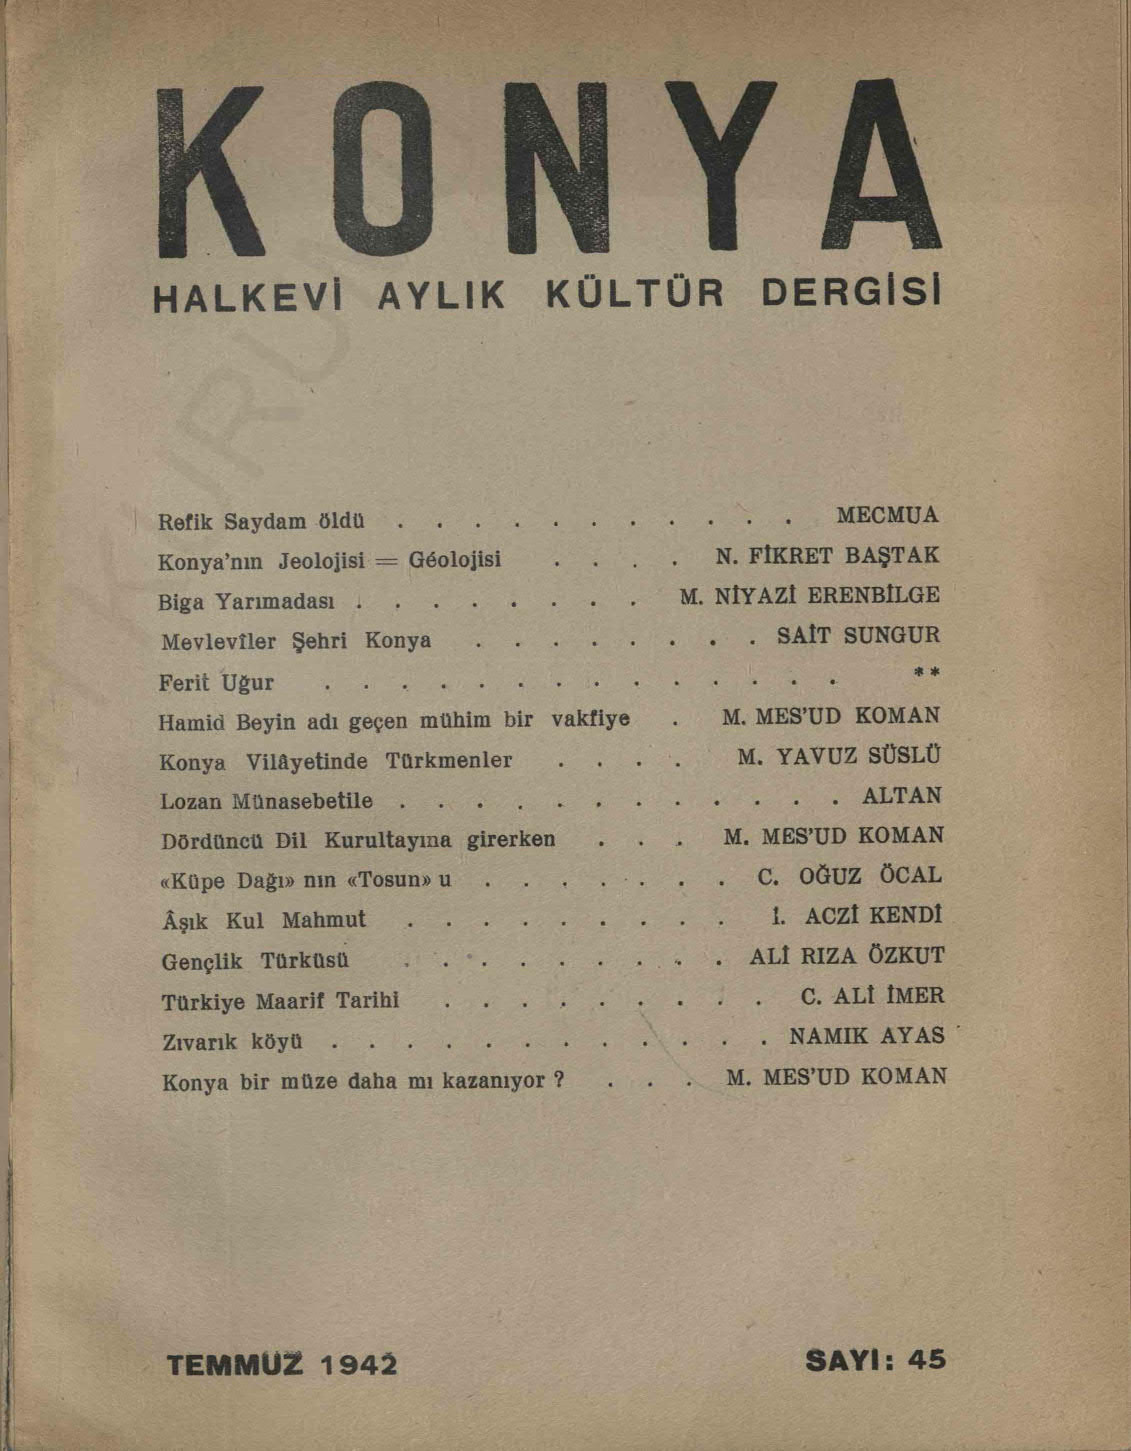 KONYA
HALKEVİ AYLIK KÜLTÜR DERGİSİ
Refik Saydam öldü . . . . . . . . . . . MECMUA
Konya'nın Jeolojisi = Géolojisi . . . . N. FİKRET BAŞTAK
Biga Yarımadası . . . . . . . . M. NİYAZİ ERENBİLGE
Mevlevîler Şehri Konya . . . . . . . . SAİT SUNGUR
Ferit Uğur . . . . . . . . . . . . . . **
Hamid Beyin adı geçen mühim bir vakfiye . M. MES'UD KOMAN
Konya Vilâyetinde Türkmenler . . . . M. YAVUZ SÜSLÜ
Lozan Münasebetile . . . . . . . . . . . . ALTAN
Dördüncü Dil Kurultayına girerken . . . M. MES'UD KOMAN
«Küpe Dağı» nın «Tosun» u . . . . . . . C. OĞUZ ÖCAL
Âşık Kul Mahmut . . . . . . . . . İ. ACZİ KENDİ
Gençlik Türküsü . . . . . . . . . ALİ RIZA ÖZKUT
Türkiye Maarif Tarihi . . . . . . . . . C. ALİ İMER
Zıvarık köyü . . . . . . . . . . . . NAMIK AYAS
Konya bir müze daha mı kazanıyor ? . . . M. MES'UD KOMAN
TEMMUZ 1942 SAYI: 45